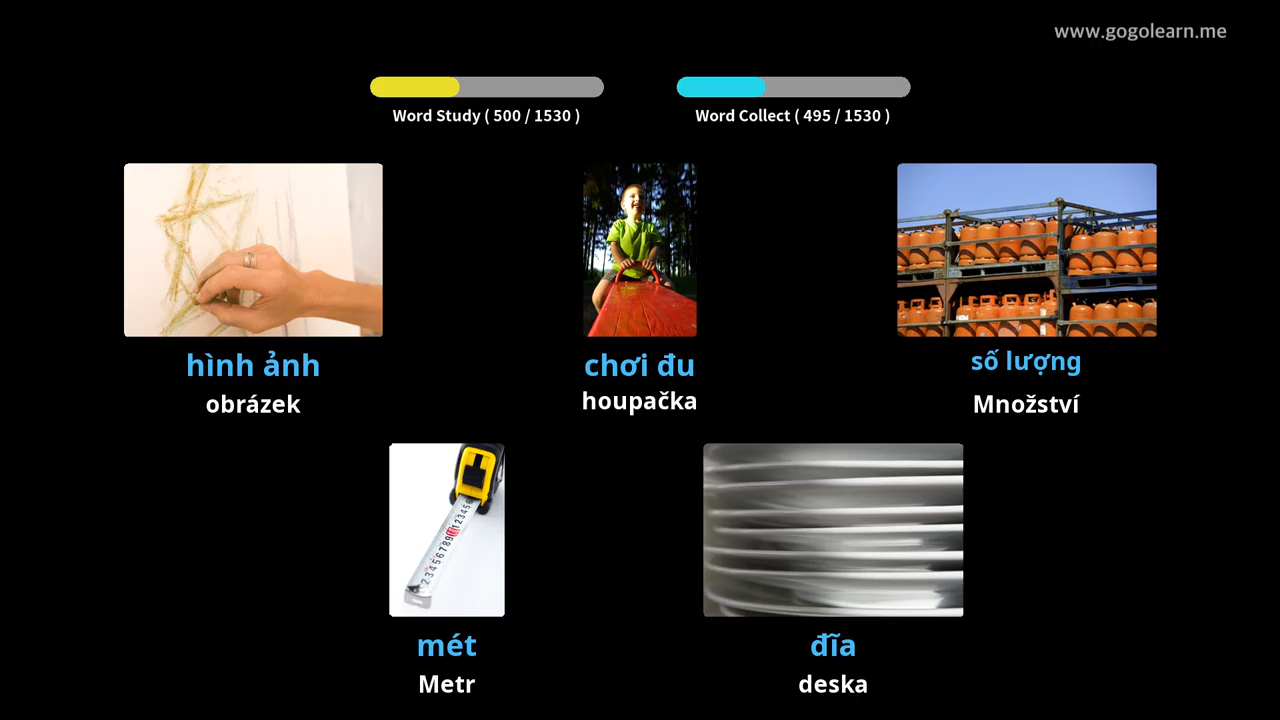 www.gogolearn.me
Word Study ( 500 / 1530 )
Word Collect ( 495 / 1530 )
hình ảnh
obrázek
chơi đu
houpačka
số lượng
Množství
mét
Metr
đĩa
deska